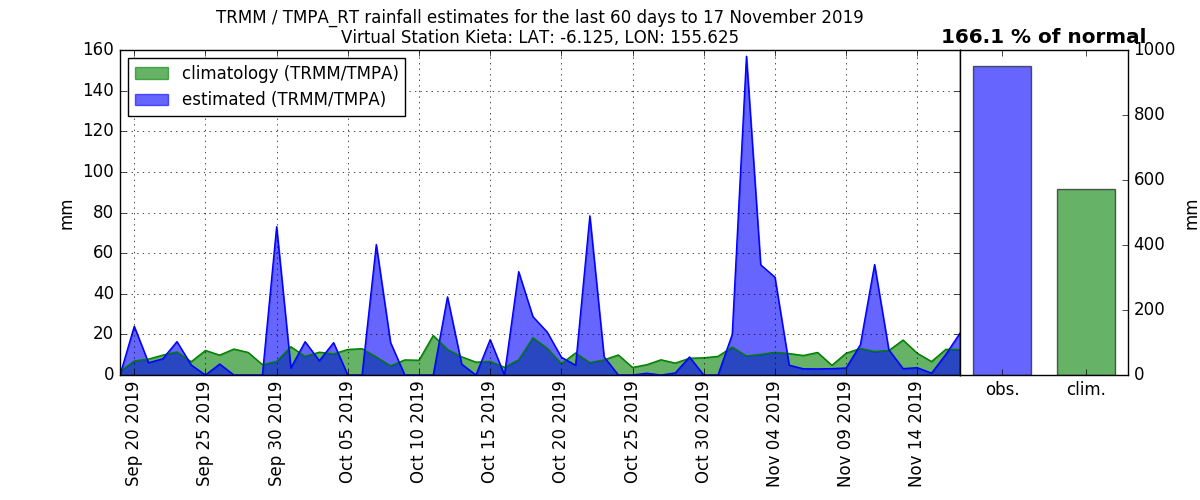 TRMM / TMPA_RT rainfall estimates for the last 60 days to 17 November 2019
Virtual Station Kieta: LAT: -6.125, LON: 155.625
166.1 % of normal
climatology (TRMM/TMPA)
estimated (TRMM/TMPA)
mm
160
140
120
100
80
60
40
20
0
Sep 20 2019
Sep 25 2019
Sep 30 2019
Oct 05 2019
Oct 10 2019
Oct 15 2019
Oct 20 2019
Oct 25 2019
Oct 30 2019
Nov 04 2019
Nov 09 2019
Nov 14 2019
1000
800
600
400
200
0
mm
obs.
clim.